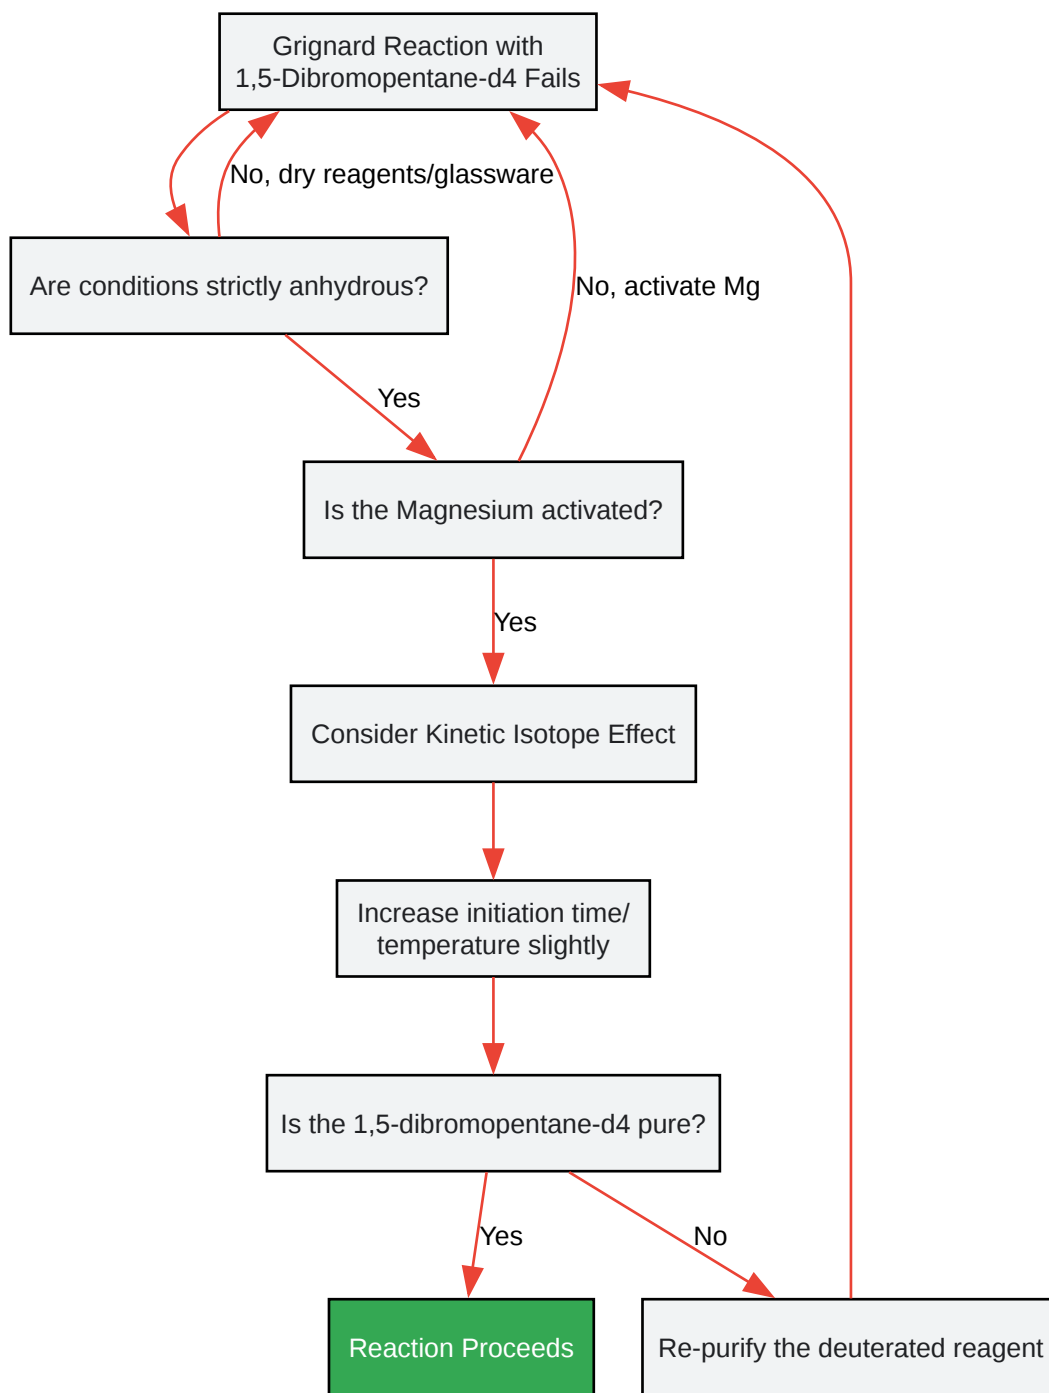 Grignard Reaction with
1,5-Dibromopentane-d4 Fails
No, dry reagents/glassware
Are conditions strictly anhydrous?
No, activate Mg
Yes
Is the Magnesium activated?
Yes
Consider Kinetic Isotope Effect
Increase initiation time/
temperature slightly
Is the 1,5-dibromopentane-d4 pure?
Yes
No
Reaction Proceeds
Re-purify the deuterated reagent